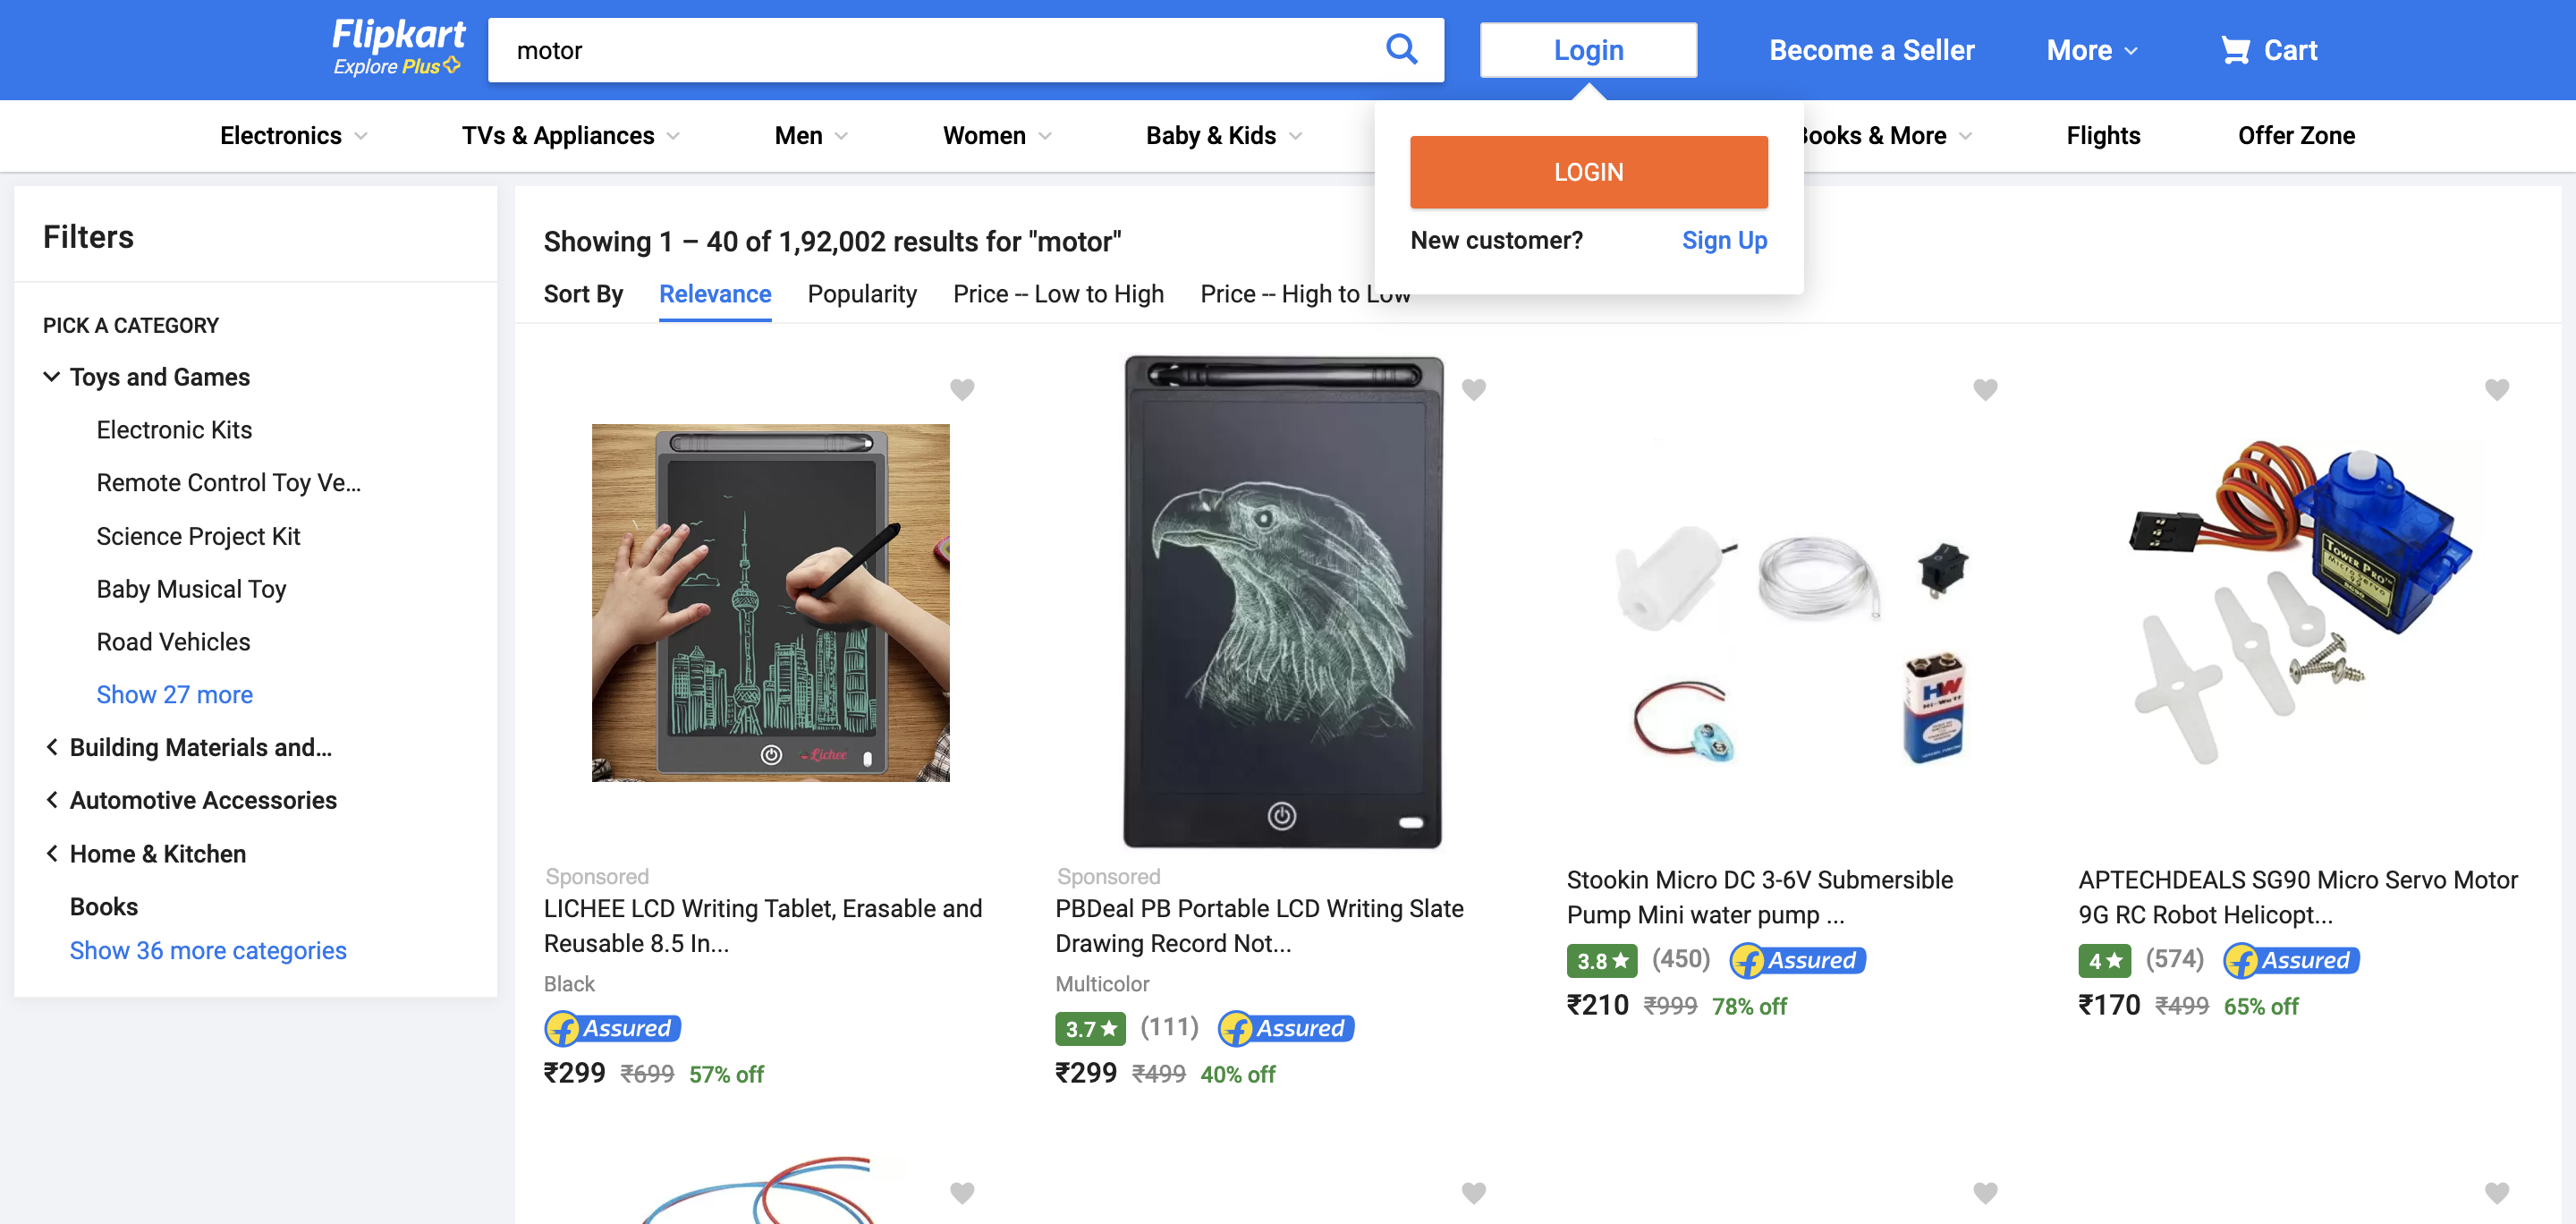 Flipkart
Explore Plus
motor
Login
Become a Seller
More
Cart
Electronics
TVs & Appliances
Men
Women
Baby & Kids
Books & More
Flights
Offer Zone
LOGIN
New customer?
Sign Up
Filters
PICK A CATEGORY
Toys and Games
Electronic Kits
Remote Control Toy Ve...
Science Project Kit
Baby Musical Toy
Road Vehicles
Show 27 more
Building Materials and...
Automotive Accessories
Home & Kitchen
Books
Show 36 more categories
Showing 1 – 40 of 1,92,002 results for "motor"
Sort By
Relevance
Popularity
Price -- Low to High
Price -- High to Low
Lichee
Sponsored
LICHEE LCD Writing Tablet, Erasable and
Reusable 8.5 In...
Black
Assured
₹299 ₹699 57% off
Sponsored
PBDeal PB Portable LCD Writing Slate
Drawing Record Not...
Multicolor
3.7 (111) Assured
₹299 ₹499 40% off
HW
Stookin Micro DC 3-6V Submersible
Pump Mini water pump ...
3.8 (450) Assured
₹210 ₹999 78% off
TOWER PRO
Micro Servo
APTECHDEALS SG90 Micro Servo Motor
9G RC Robot Helicopt...
4 (574) Assured
₹170 ₹499 65% off